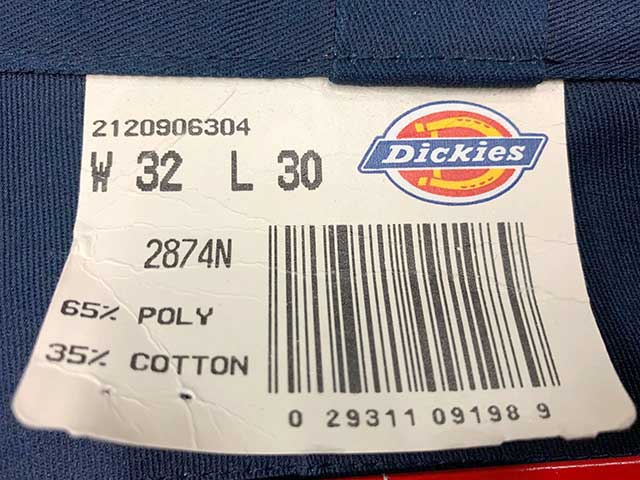 2120906304
W 32 L 30
Dickies
2874N
65% POLY
35% COTTON
0 29311 09198 9